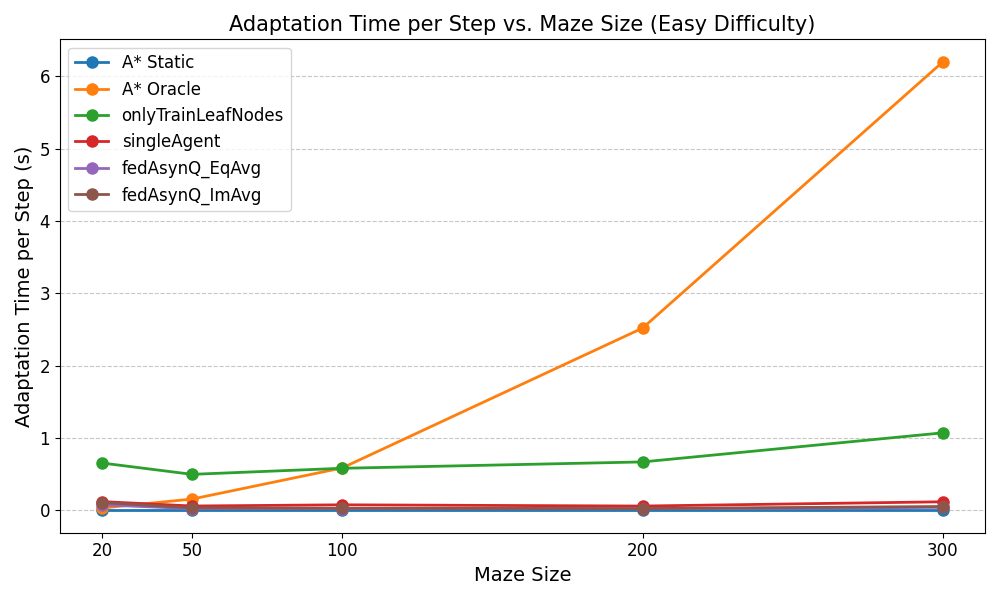 Adaptation Time per Step vs. Maze Size (Easy Difficulty)
A* Static
A* Oracle
onlyTrainLeafNodes
singleAgent
fedAsynQ_EqAvg
fedAsynQ_ImAvg
Adaptation Time per Step (s)
6
5
4
3
2
1
0
20 50 100 200 300
Maze Size